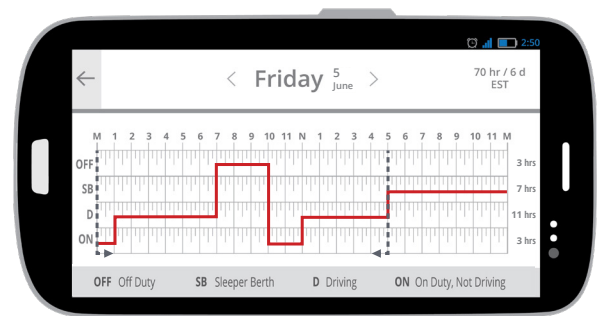 2:50
Friday 5 June
70 hr / 6 d
EST
M 1 2 3 4 5 6 7 8 9 10 11 N 1 2 3 4 5 6 7 8 9 10 11 M
OFF 3 hrs
SB 7 hrs
D 11 hrs
ON 3 hrs
OFF Off Duty SB Sleeper Berth D Driving ON On Duty, Not Driving